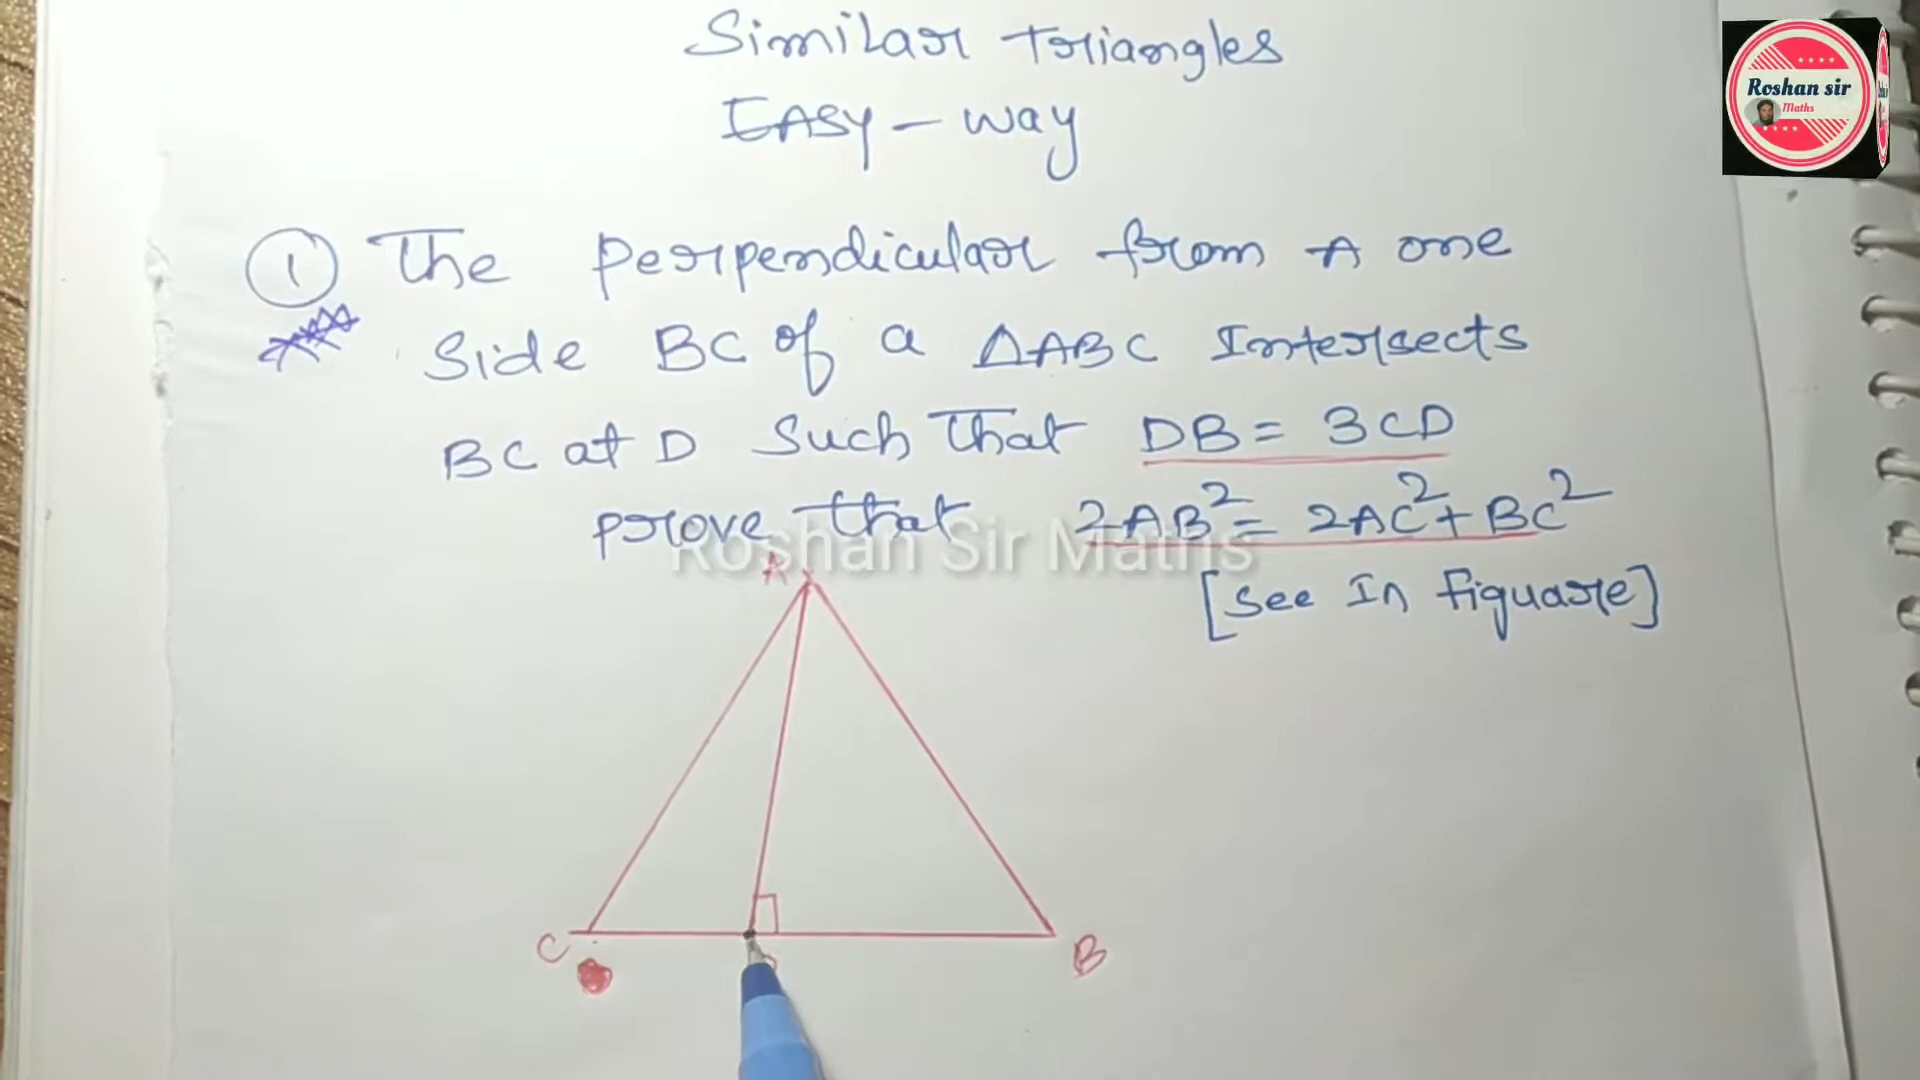 Similar Triangles
EASY - Way
Roshan sir
Maths
1 The perpendicular from A one
Side BC of a ΔABC Intersects
BC at D Such That DB = 3CD
prove that 2AB² = 2AC² + BC²
Roshan Sir Maths
[See In figuare]
A
C
B